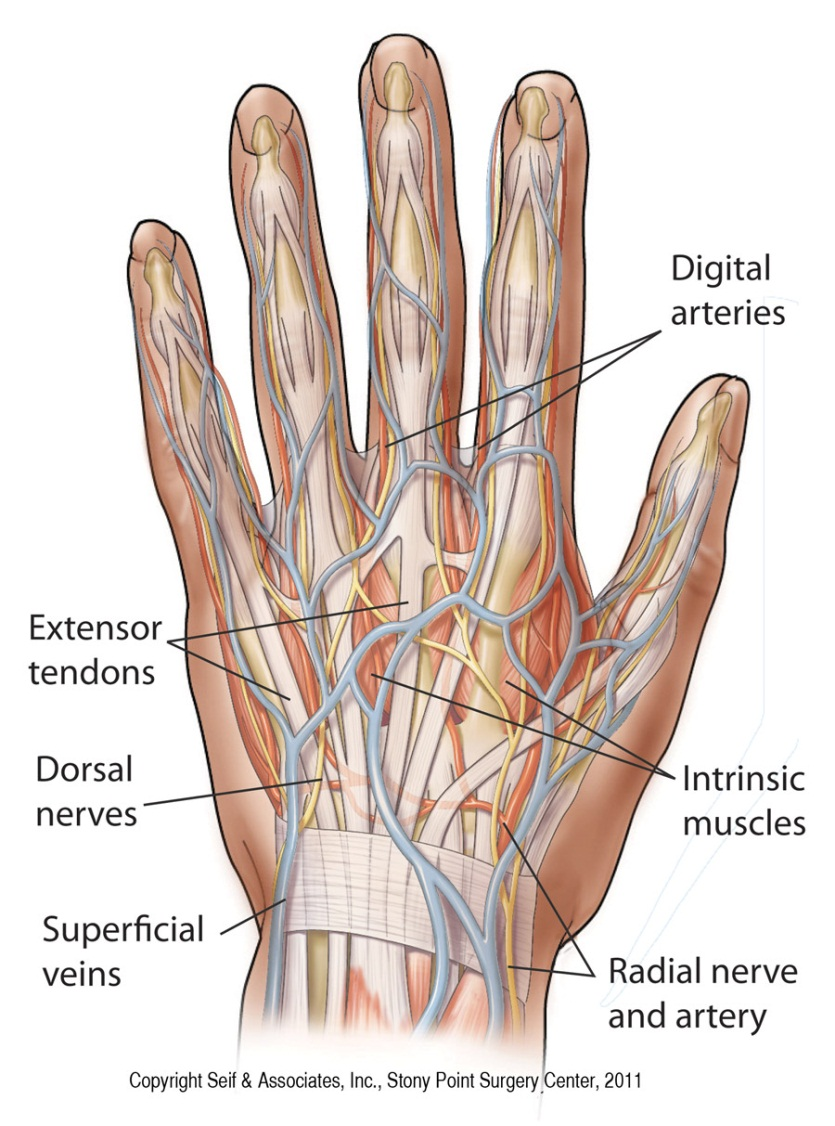 Digital
arteries
Extensor
tendons
Dorsal
nerves
Intrinsic
muscles
Superficial
veins
Radial nerve
and artery
Copyright Seif & Associates, Inc., Stony Point Surgery Center, 2011